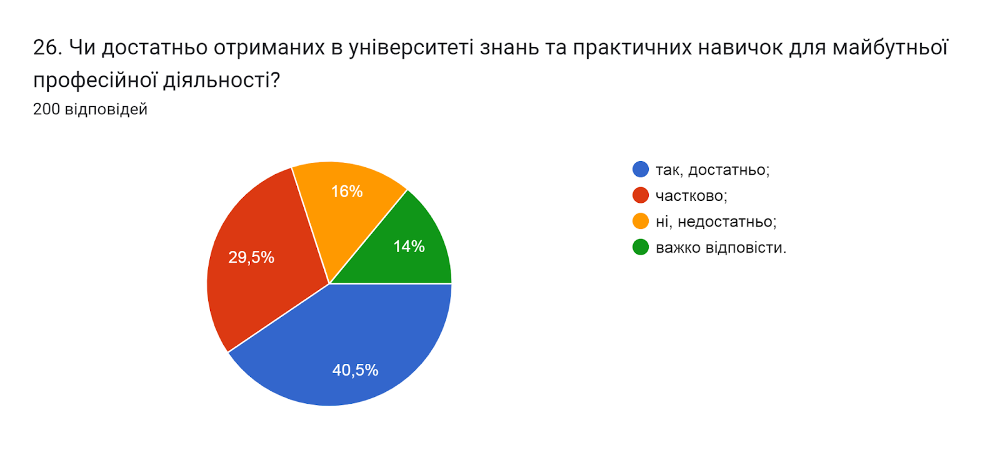 26. Чи достатньо отриманих в університеті знань та практичних навичок для майбутньої
професійної діяльності?
200 відповідей
16%
14%
29,5%
40,5%
так, достатньо;
частково;
ні, недостатньо;
важко відповісти.